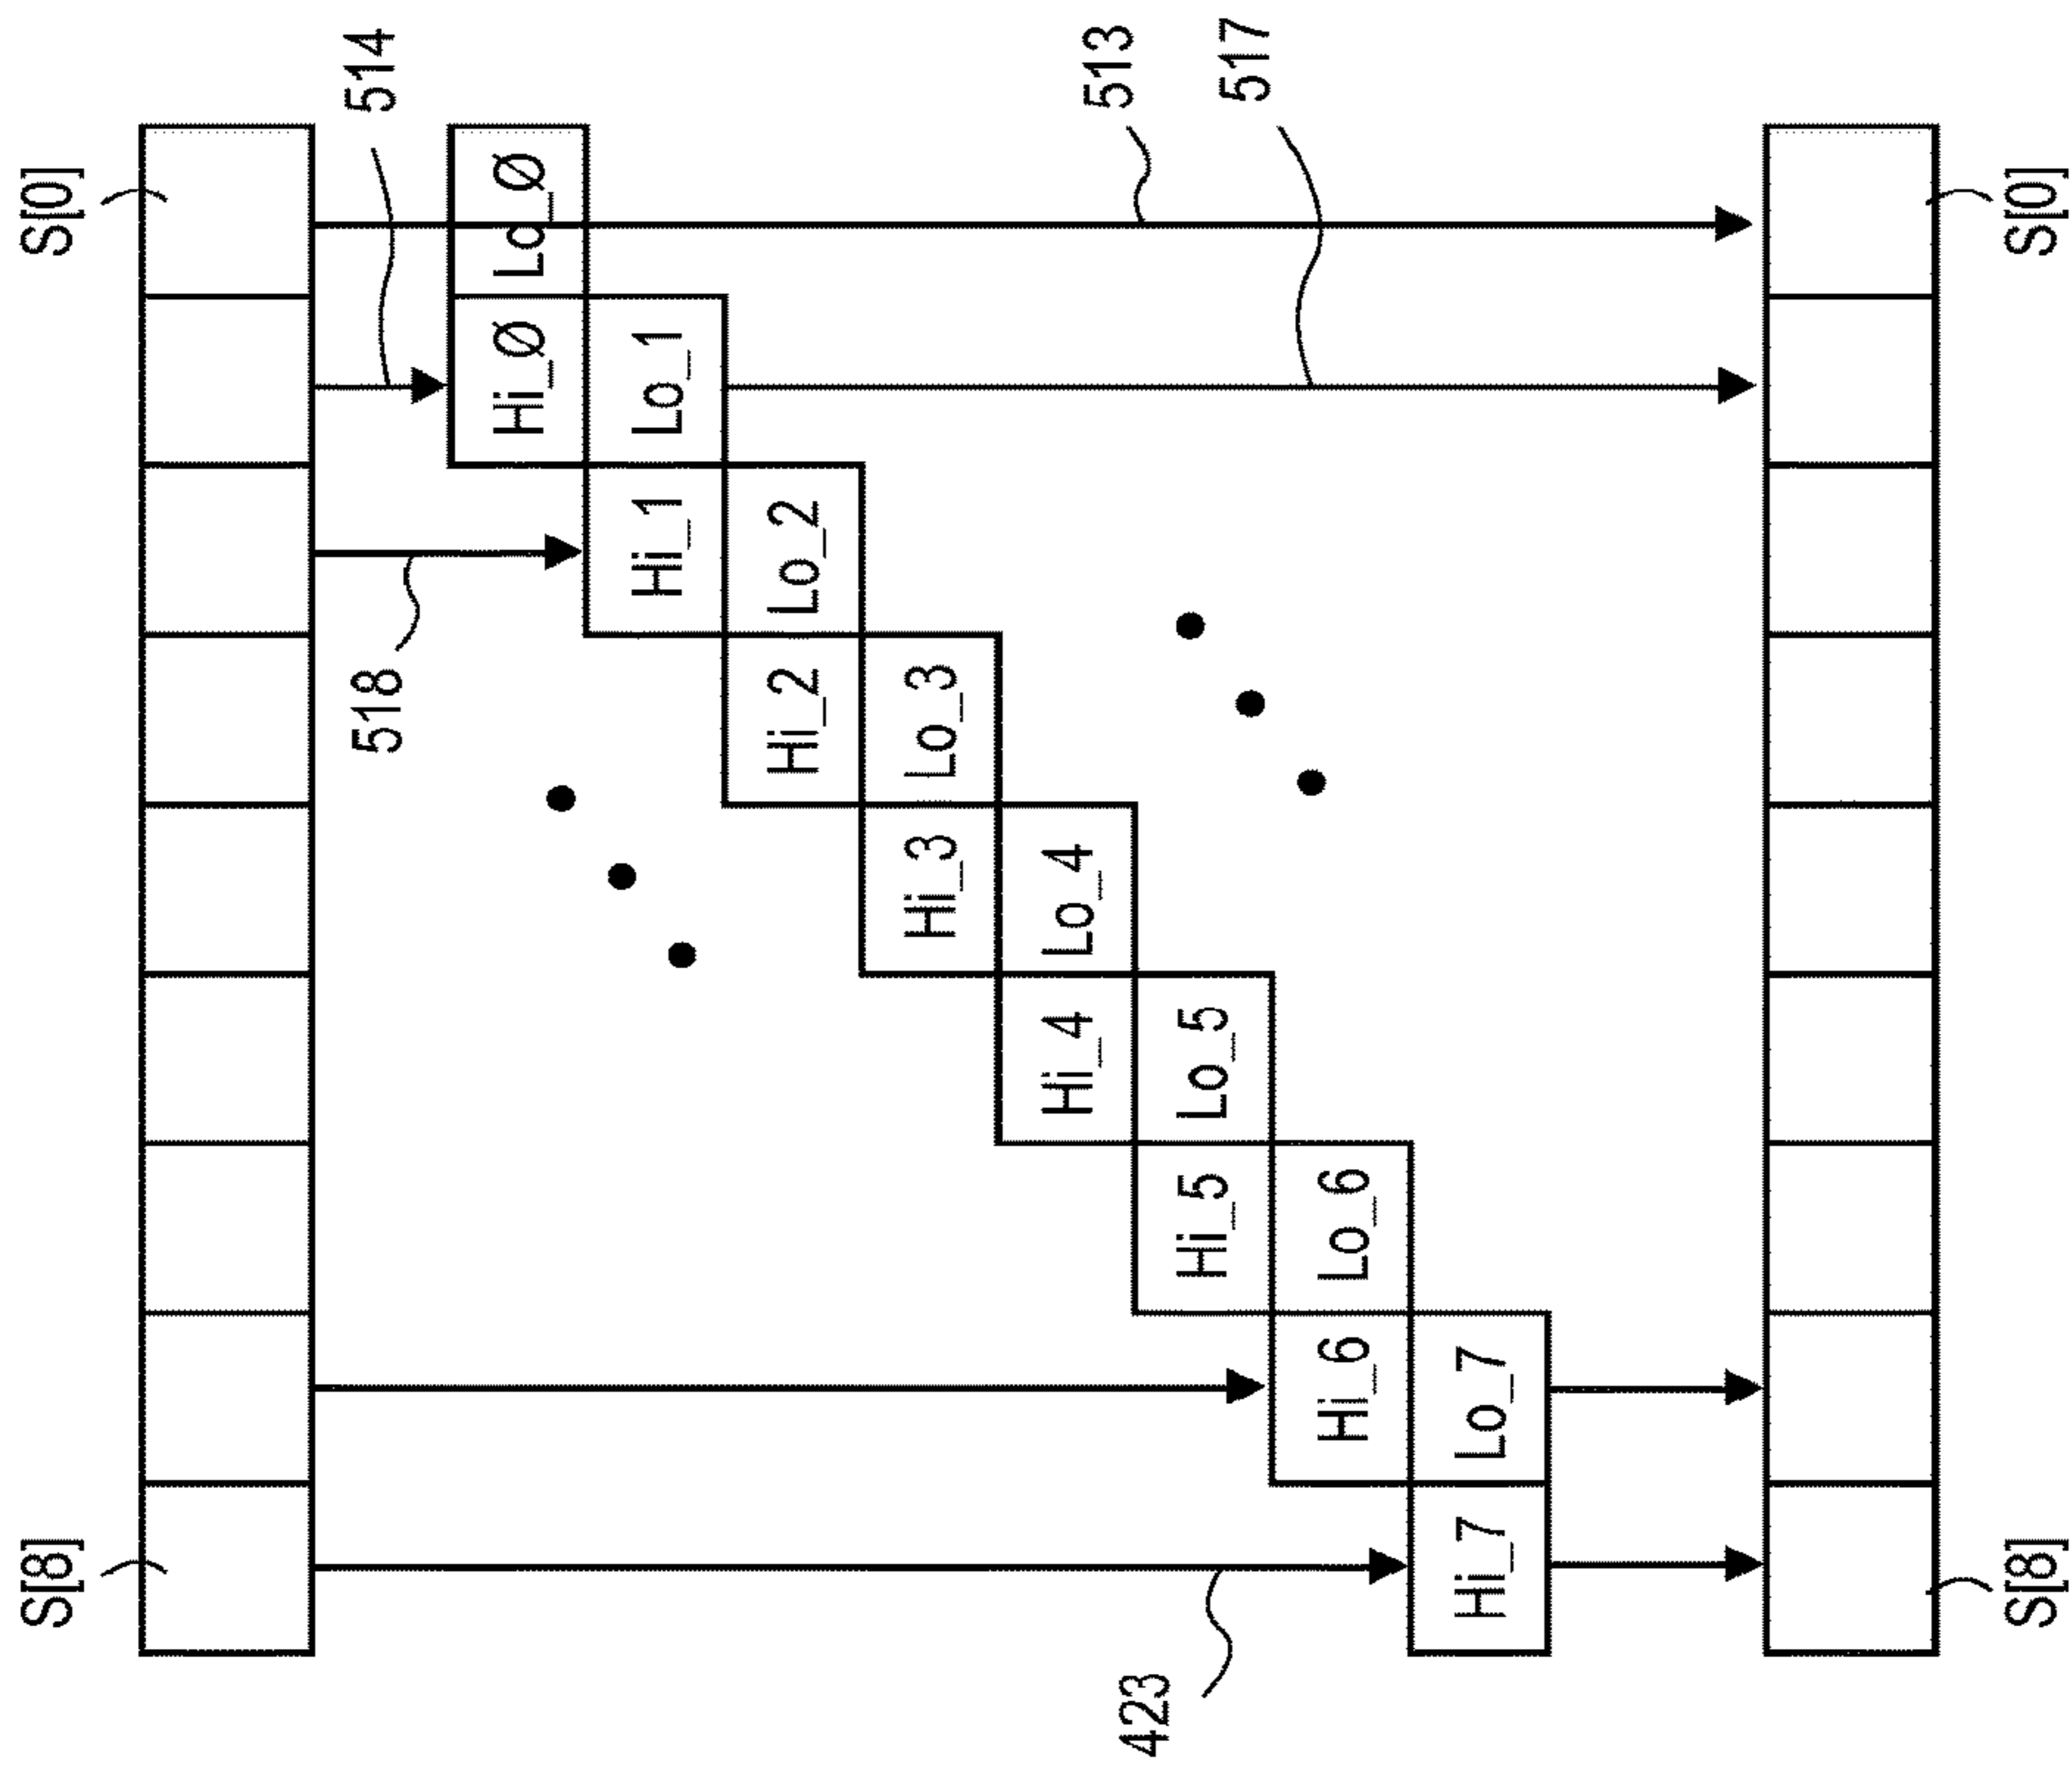 S[8]
S[0]
514
518
Hi_Ø
Lo_Ø
Hi_1
Lo_1
Hi_2
Lo_2
Hi_3
Lo_3
Hi_4
Lo_4
Hi_5
Lo_5
Hi_6
Lo_6
Hi_7
Lo_7
513
517
423
S[8]
S[0]